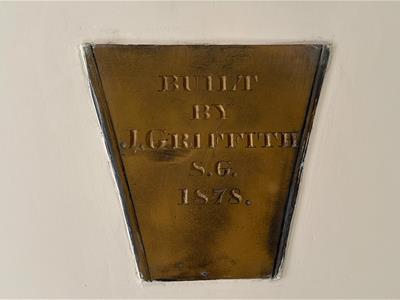 BUILT
BY
J. GRIFFITH
S.G.
1878.